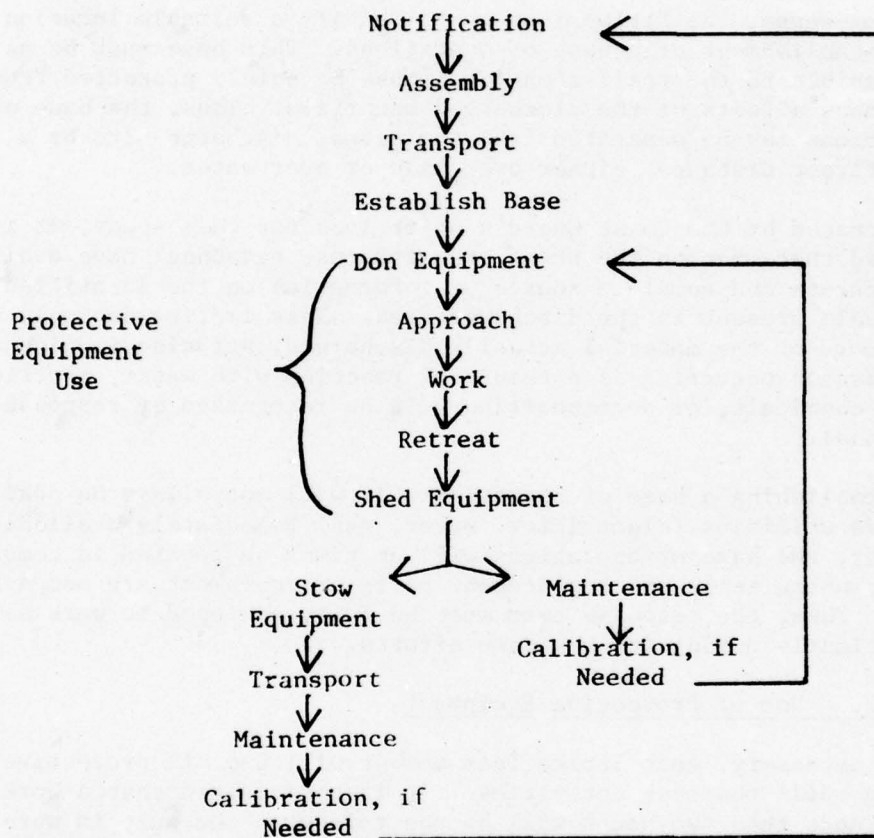 Notification
Assembly
Transport
Establish Base
Don Equipment
Protective
Equipment
Use
Approach
Work
Retreat
Shed Equipment
Stow
Equipment
Transport
Maintenance
Calibration, if
Needed
Maintenance
Calibration, if
Needed